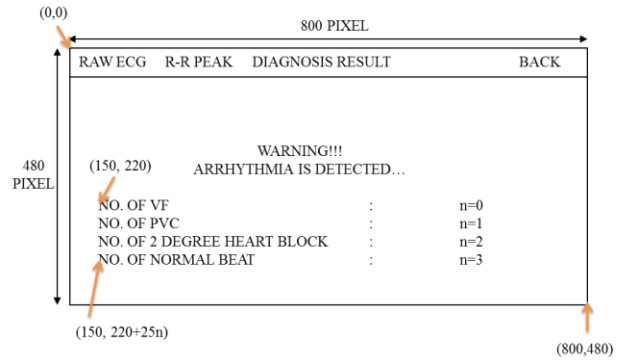 (0,0)
800 PIXEL
RAW ECG R-R PEAK DIAGNOSIS RESULT BACK
WARNING!!!
480 PIXEL
(150, 220)
ARRHYTHMIA IS DETECTED…
NO. OF VF : n=0
NO. OF PVC : n=1
NO. OF 2 DEGREE HEART BLOCK : n=2
NO. OF NORMAL BEAT : n=3
(150, 220+25n)
(800,480)